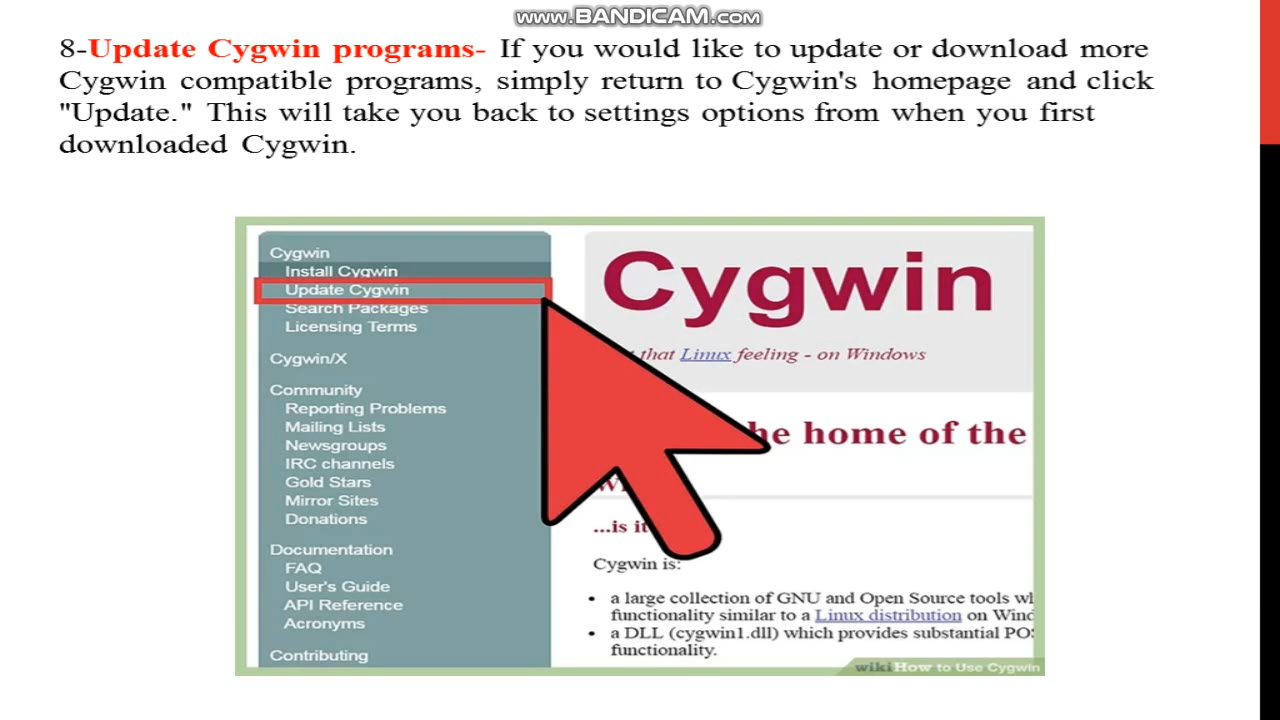 www.BANDICAM.com
8-Update Cygwin programs- If you would like to update or download more
Cygwin compatible programs, simply return to Cygwin's homepage and click
"Update." This will take you back to settings options from when you first
downloaded Cygwin.
Cygwin
Install Cygwin
Update Cygwin
Search Packages
Licensing Terms
Cygwin/X
Community
Reporting Problems
Mailing Lists
Newsgroups
IRC channels
Gold Stars
Mirror Sites
Donations
Documentation
FAQ
User's Guide
API Reference
Acronyms
Contributing
Cygwin
that Linux feeling - on Windows
he home of the
...is it
Cygwin is:
• a large collection of GNU and Open Source tools
functionality similar to a Linux distribution on
• a DLL (cygwin1.dll) which provides substantial
functionality.
wikiHow to Use Cygwin